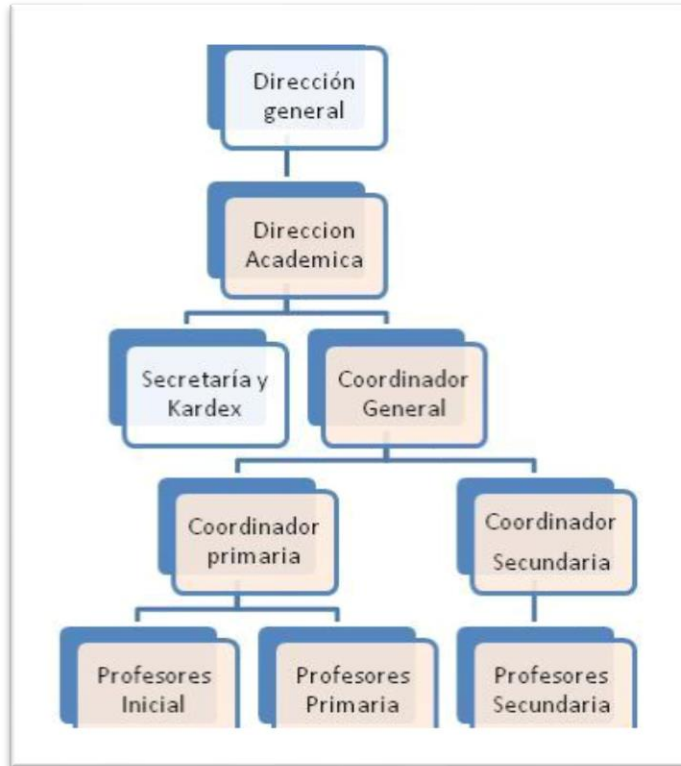 Dirección
general
Direccion
Academica
Secretaría y
Kardex
Coordinador
General
Coordinador
primaria
Coordinador
Secundaria
Profesores
Inicial
Profesores
Primaria
Profesores
Secundaria